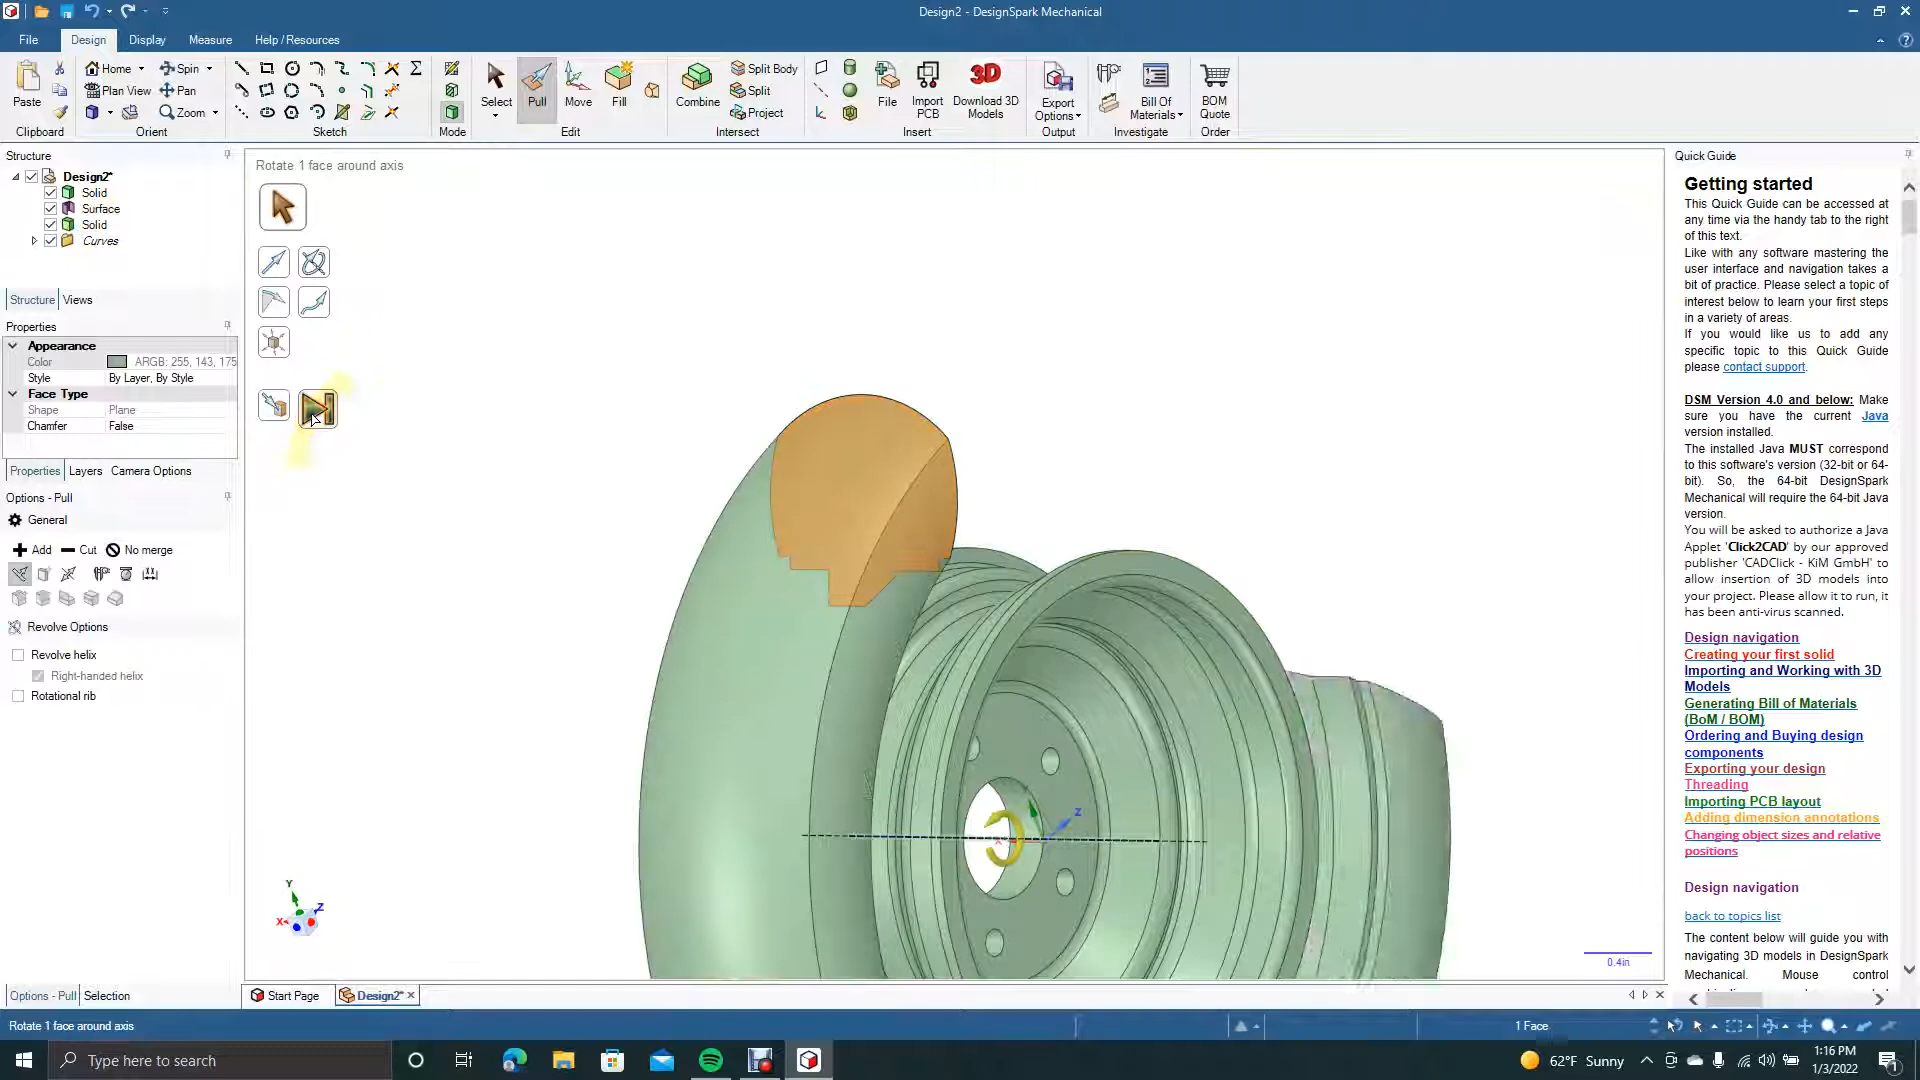 Design2 - DesignSpark Mechanical
File Design Display Measure Help / Resources
Paste
Home Spin
Plan View Pan
Zoom
Select Pull Move Fill
Combine
Split Body
Split
Project
File Import PCB Download 3D Models
Export Options
Bill Of Materials
BOM Quote
Clipboard Orient Sketch Mode Edit Intersect Insert Output Investigate Order
Structure
Design2*
Solid
Surface
Solid
Curves
Structure Views
Properties
Appearance
Color ARGB: 255, 143, 175
Style By Layer, By Style
Face Type
Shape Plane
Chamfer False
Properties Layers Camera Options
Options - Pull
General
Add Cut No merge
Revolve Options
Revolve helix
Right-handed helix
Rotational rib
Options - Pull Selection
Rotate 1 face around axis
Z
X
Y
Z
X
0.4in
Start Page Design2*
Quick Guide
Getting started
This Quick Guide can be accessed at
any time via the handy tab to the right
of this text.
Like with any software mastering the
user interface and navigation takes a
bit of practice. Please select a topic of
interest below to learn your first steps
in a variety of areas.
If you would like us to add any
specific topic to this Quick Guide
please contact support.
DSM Version 4.0 and below: Make
sure you have the current Java
version installed.
The installed Java MUST correspond
to this software's version (32-bit or 64-
bit). So, the 64-bit DesignSpark
Mechanical will require the 64-bit Java
version.
You will be asked to authorize a Java
Applet 'Click2CAD' by our approved
publisher 'CADClick - KiM GmbH' to
allow insertion of 3D models into
your project. Please allow it to run, it
has been anti-virus scanned.
Design navigation
Creating your first solid
Importing and Working with 3D
Models
Generating Bill of Materials
(BoM / BOM)
Ordering and Buying design
components
Exporting your design
Threading
Importing PCB layout
Adding dimension annotations
Changing object sizes and relative
positions
Design navigation
back to topics list
The content below will guide you with
navigating 3D models in DesignSpark
Mechanical. Mouse control
Rotate 1 face around axis
1 Face
Type here to search
62°F Sunny
1:16 PM
1/3/2022
1